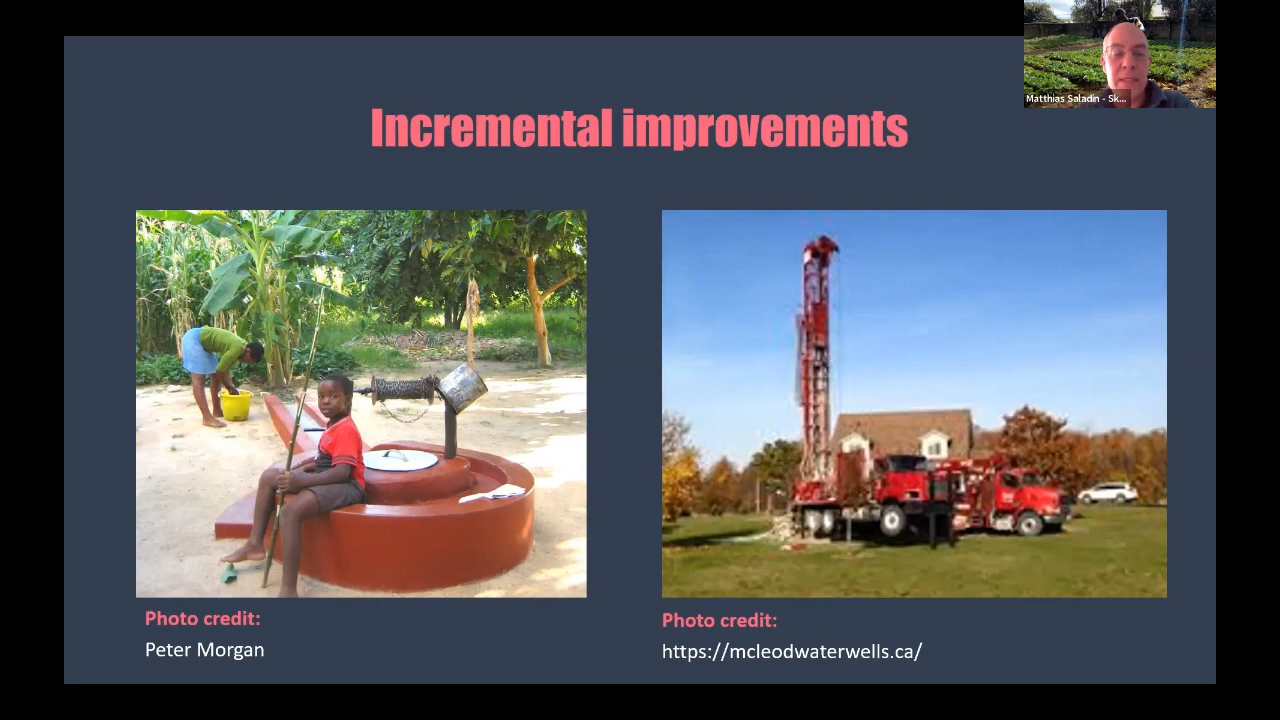 Matthias Saladin - Sk...
Incremental improvements
Photo credit:
Peter Morgan
Photo credit:
https://mcleodwaterwells.ca/